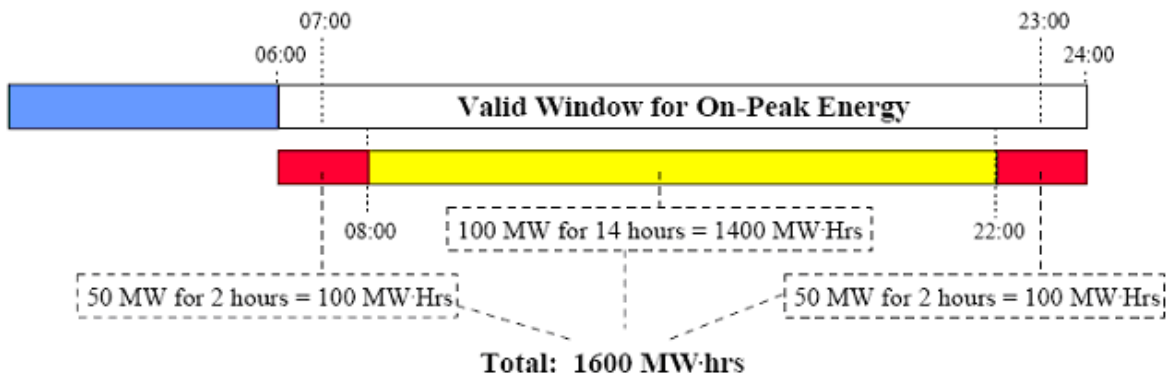 07:00
23:00
06:00
24:00
Valid Window for On-Peak Energy
100 MW for 14 hours = 1400 MW·Hrs
08:00
22:00
50 MW for 2 hours = 100 MW·Hrs
50 MW for 2 hours = 100 MW·Hrs
Total: 1600 MW·hrs